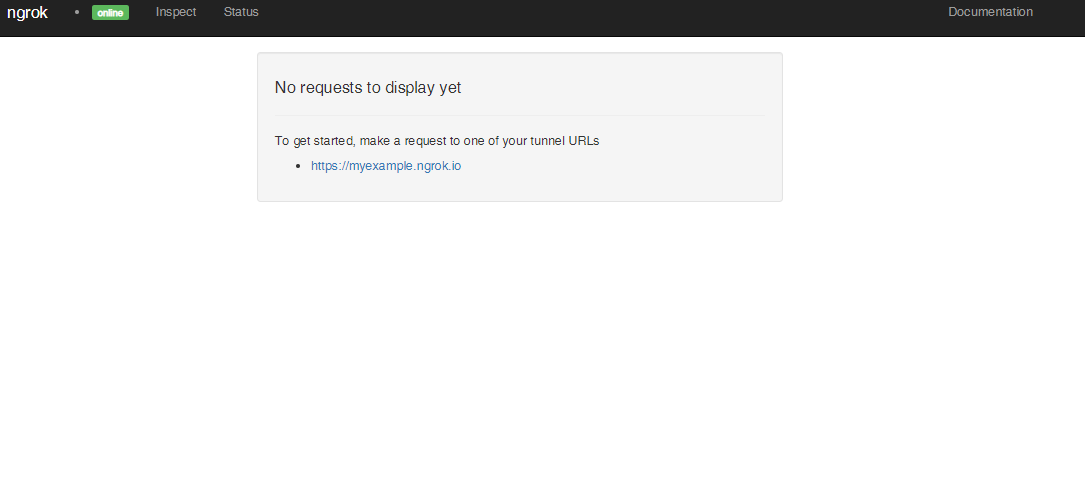 ngrok online Inspect Status Documentation
No requests to display yet
To get started, make a request to one of your tunnel URLs
https://myexample.ngrok.io